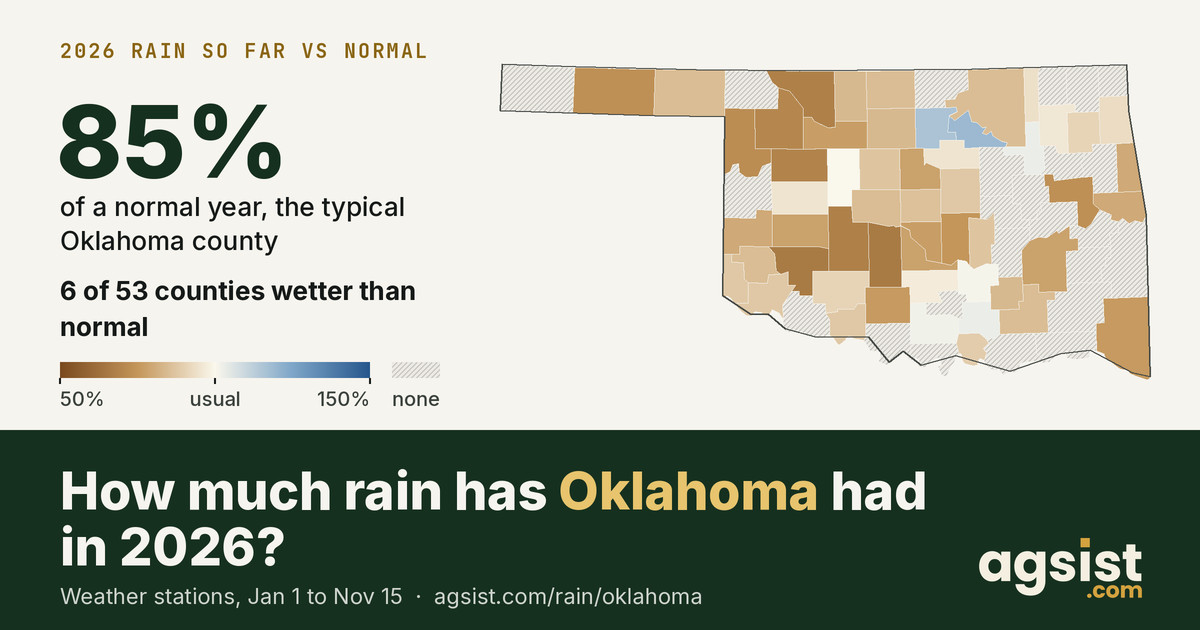 2026 RAIN SO FAR VS NORMAL
85%
of a normal year, the typical
Oklahoma county
6 of 53 counties wetter than
normal
50% usual 150% none
How much rain has Oklahoma had
in 2026?
Weather stations, Jan 1 to Nov 15 · agsist.com/rain/oklahoma
agsist
.com